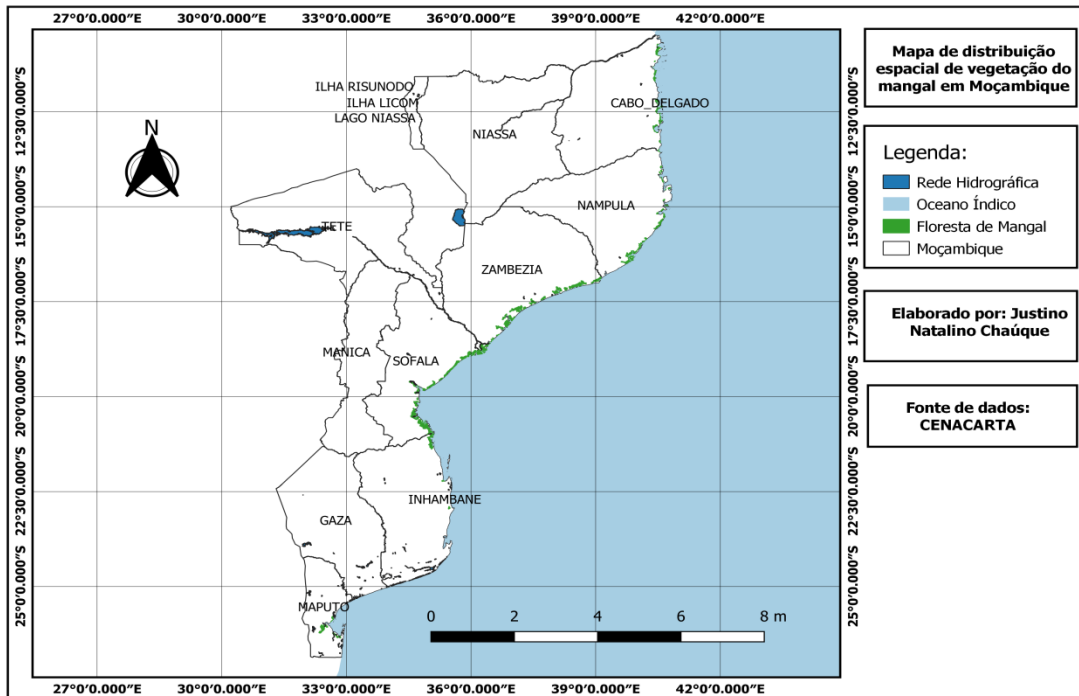 27°0'0.000"E 30°0'0.000"E 33°0'0.000"E 36°0'0.000"E 39°0'0.000"E 42°0'0.000"E
12°30'0.000"S
15°0'0.000"S
17°30'0.000"S
20°0'0.000"S
22°30'0.000"S
25°0'0.000"S
N
ILHA RISUNODO
ILHA LICOM
LAGO NIASSA
NIASSA
CABO_DELGADO
NAMPULA
TETE
ZAMBEZIA
MANICA
SOFALA
INHAMBANE
GAZA
MAPUTO
0 2 4 6 8 m
12°30'0.000"S
15°0'0.000"S
17°30'0.000"S
20°0'0.000"S
22°30'0.000"S
25°0'0.000"S
27°0'0.000"E 30°0'0.000"E 33°0'0.000"E 36°0'0.000"E 39°0'0.000"E 42°0'0.000"E
Mapa de distribuição
espacial de vegetação do
mangal em Moçambique
Legenda:
Rede Hidrográfica
Oceano Índico
Floresta de Mangal
Moçambique
Elaborado por: Justino
Natalino Chaúque
Fonte de dados:
CENACARTA